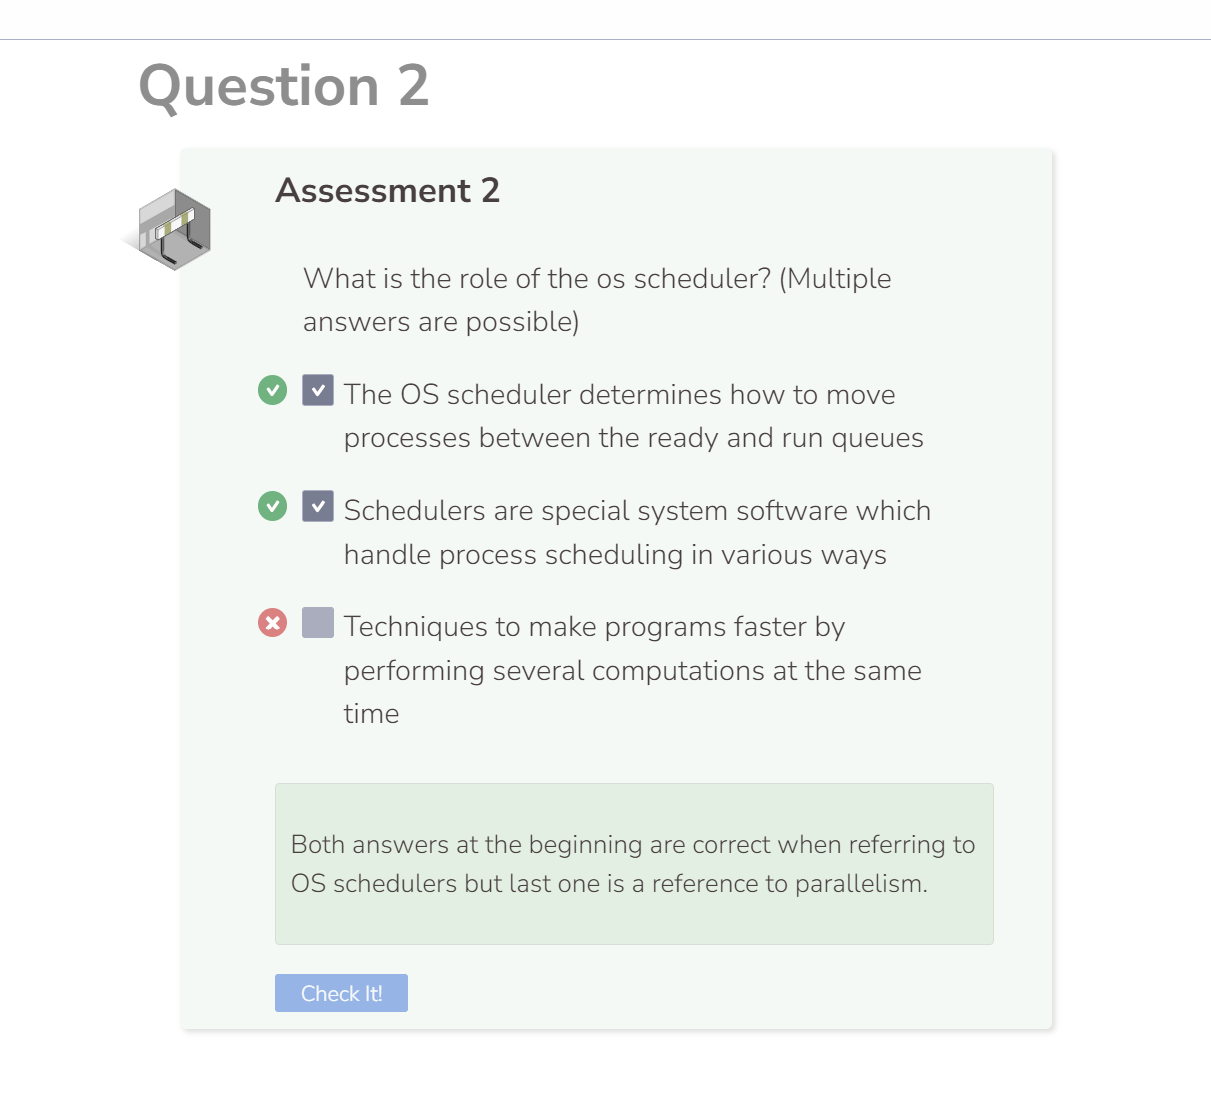 Question 2
Assessment 2
What is the role of the os scheduler? (Multiple
answers are possible)
The OS scheduler determines how to move
processes between the ready and run queues
Schedulers are special system software which
handle process scheduling in various ways
Techniques to make programs faster by
performing several computations at the same
time
Both answers at the beginning are correct when referring to
OS schedulers but last one is a reference to parallelism.
Check It!